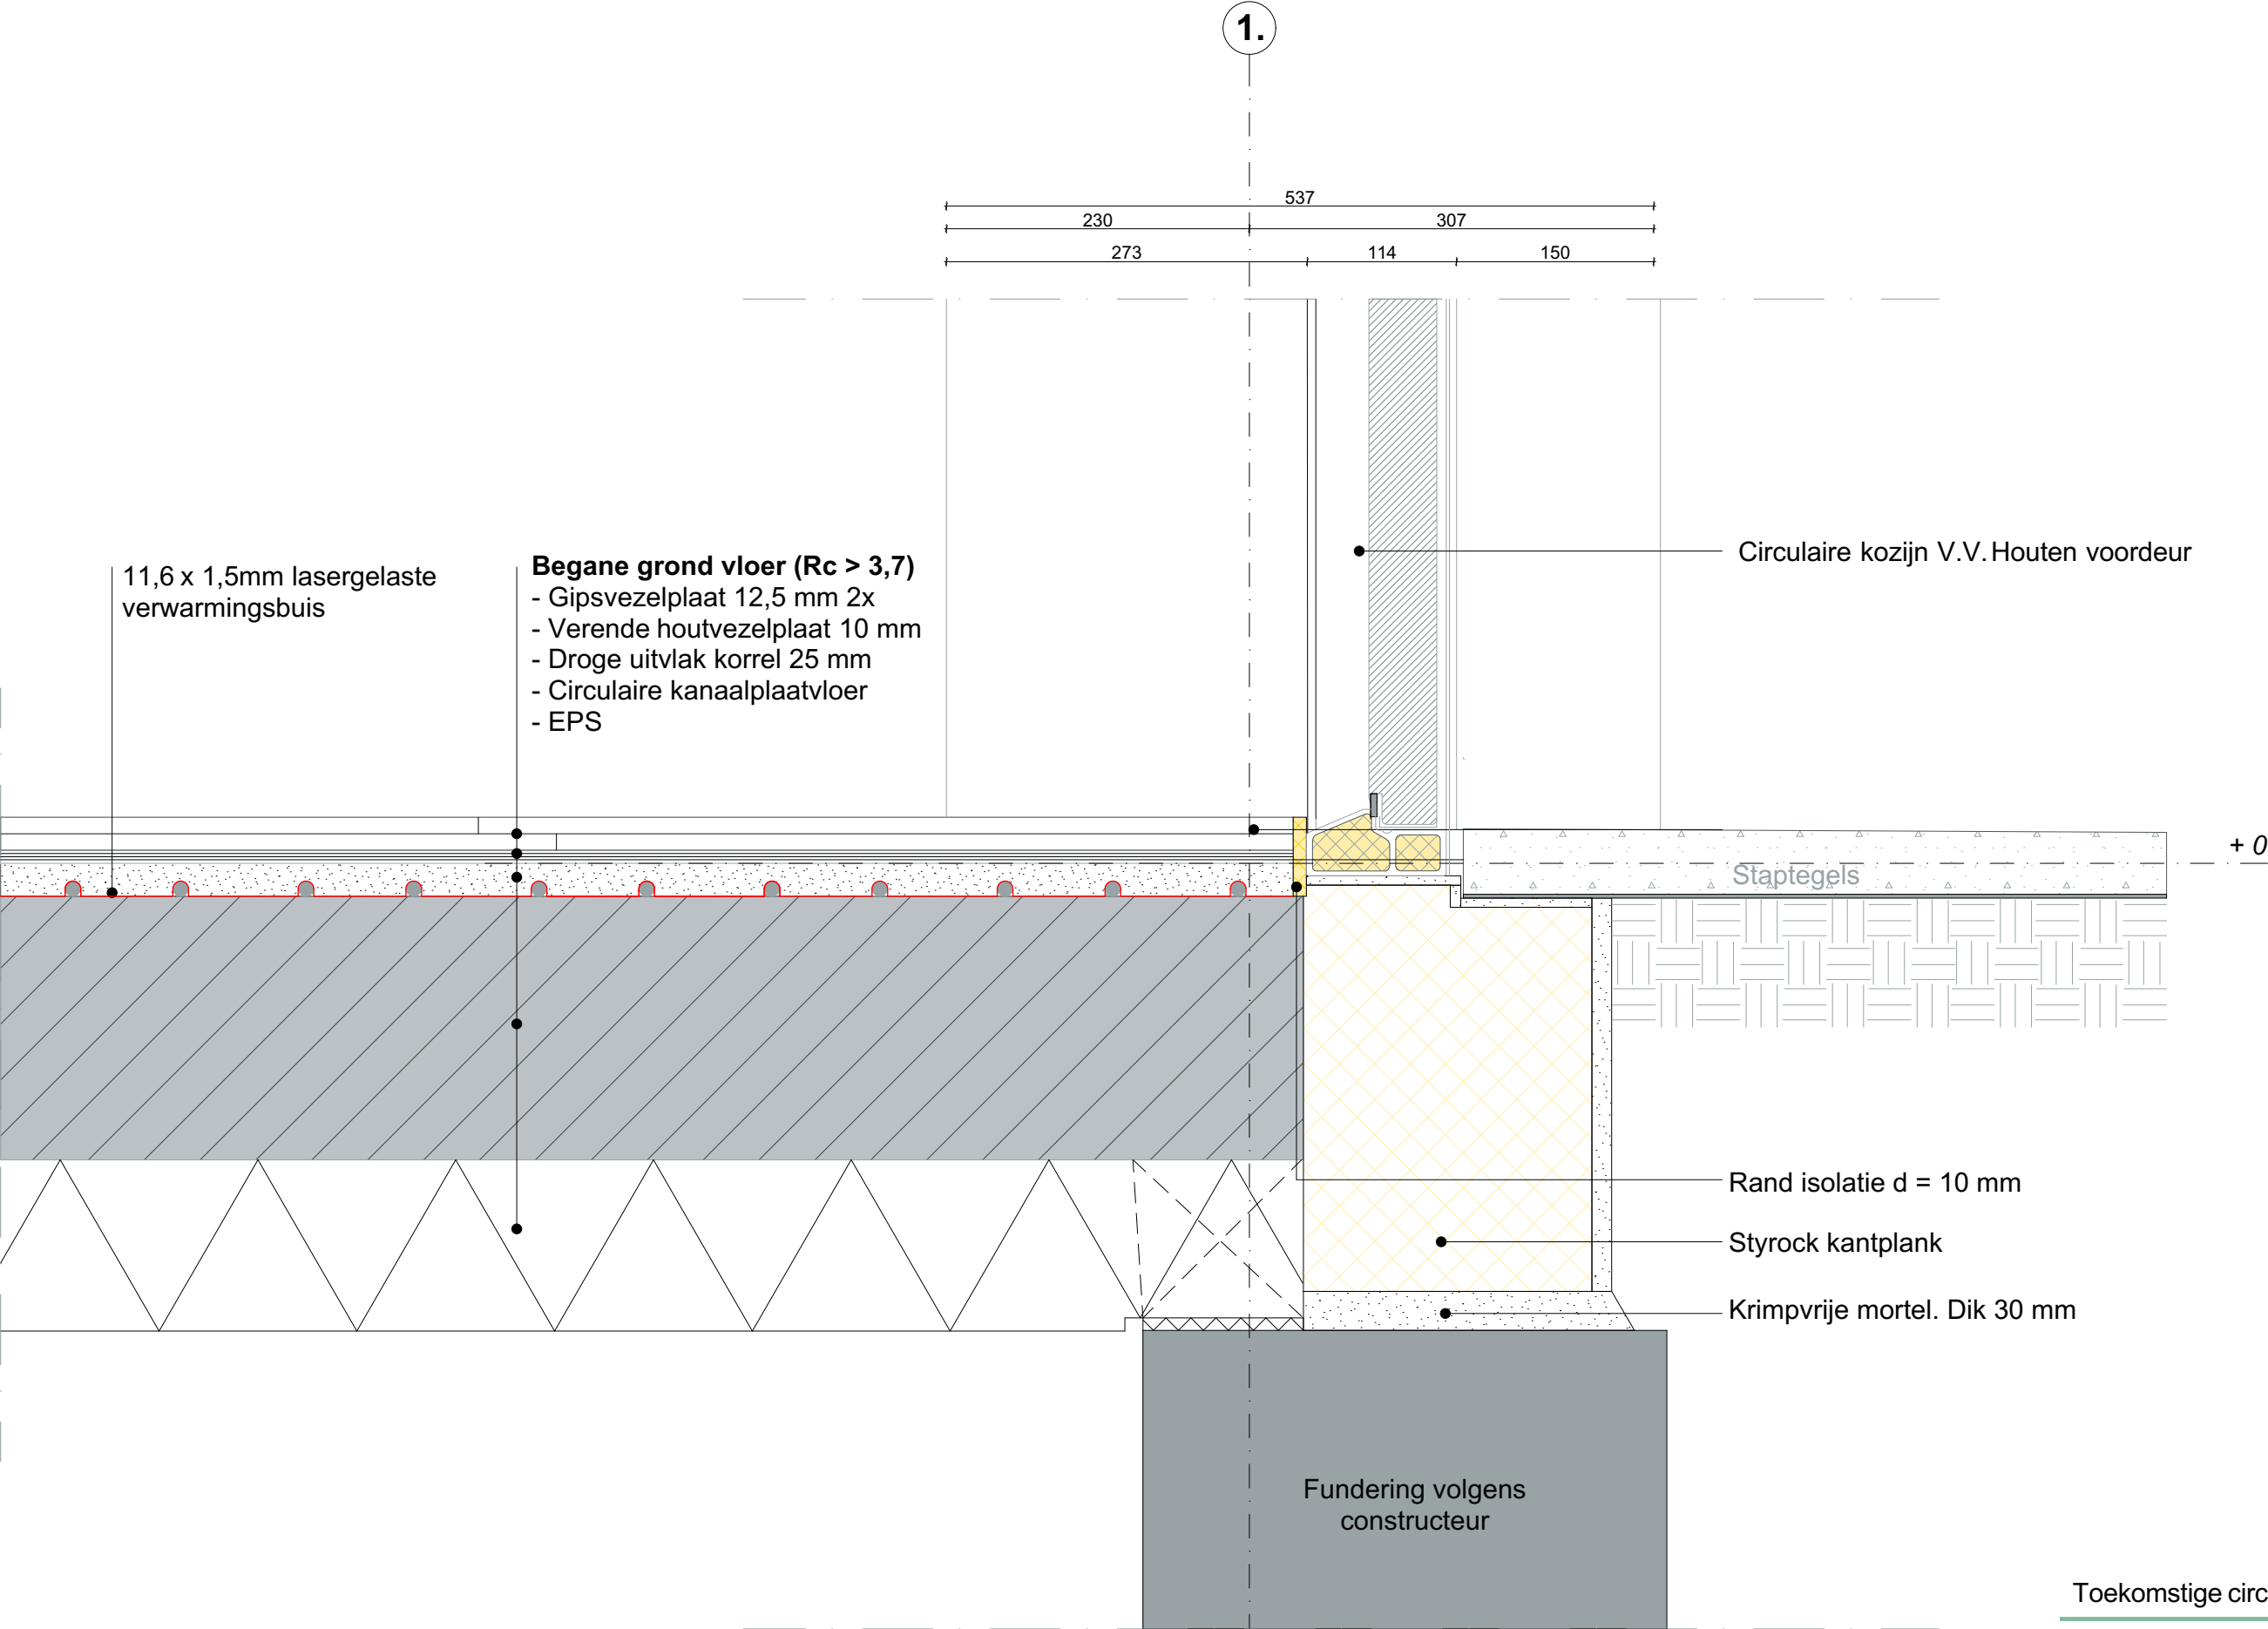 1.
537
230
307
273
114
150
11,6 x 1,5mm lasergelaste
verwarmingsbuis
Begane grond vloer (Rc > 3,7)
- Gipsvezelplaat 12,5 mm 2x
- Verende houtvezelplaat 10 mm
- Droge uitvlak korrel 25 mm
- Circulaire kanaalplaatvloer
- EPS
Circulaire kozijn V.V. Houten voordeur
+ 0
Staptegels
Rand isolatie d = 10 mm
Styrock kantplank
Krimpvrije mortel. Dik 30 mm
Fundering volgens
constructeur
Toekomstige circ